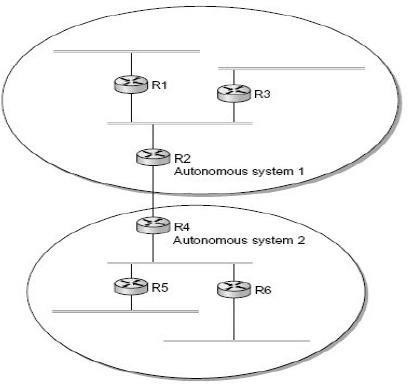 R1
R3
R2
Autonomous system 1
R4
Autonomous system 2
R5
R6